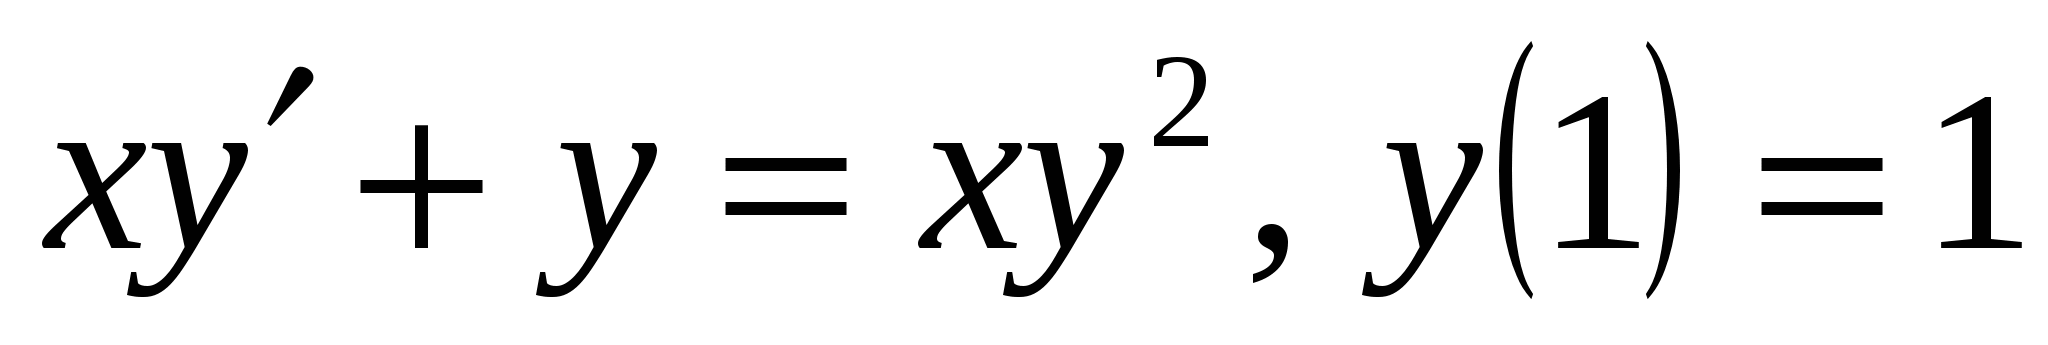 xy′ + y = xy², y(1) = 1